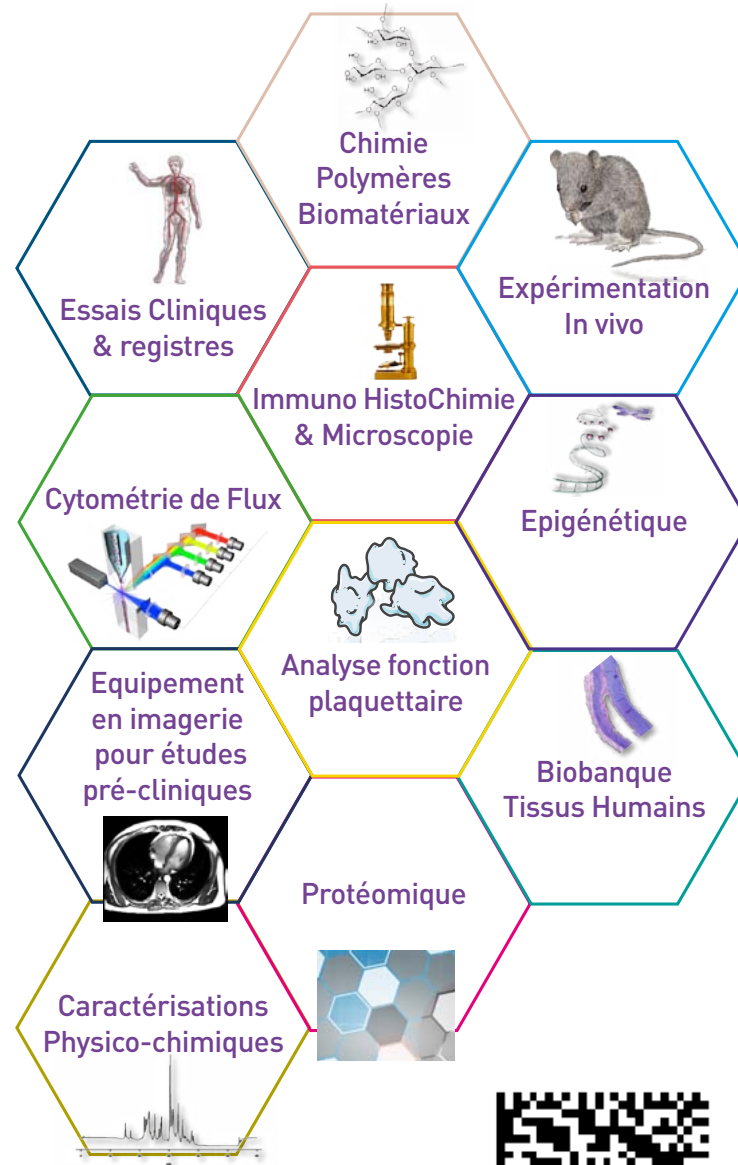 Chimie
Polymères
Biomatériaux
Essais Cliniques
& registres
Expérimentation
In vivo
Immuno HistoChimie
& Microscopie
Cytométrie de Flux
Epigénétique
Analyse fonction
plaquettaire
Equipement
en imagerie
pour études
pré-cliniques
Biobanque
Tissus Humains
Protéomique
Caractérisations
Physico-chimiques